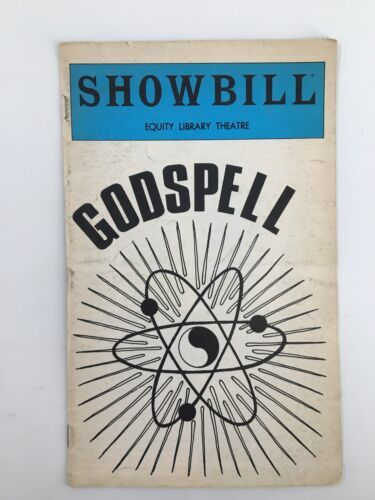 SHOWBILL
EQUITY LIBRARY THEATRE
GODSPELL